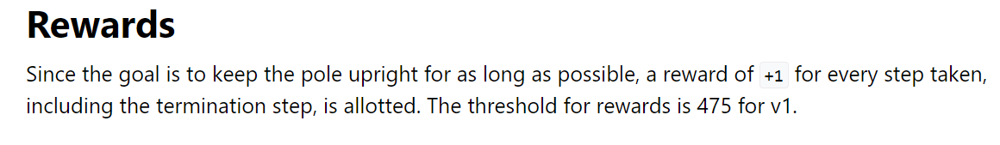 Rewards
Since the goal is to keep the pole upright for as long as possible, a reward of +1 for every step taken,
including the termination step, is allotted. The threshold for rewards is 475 for v1.